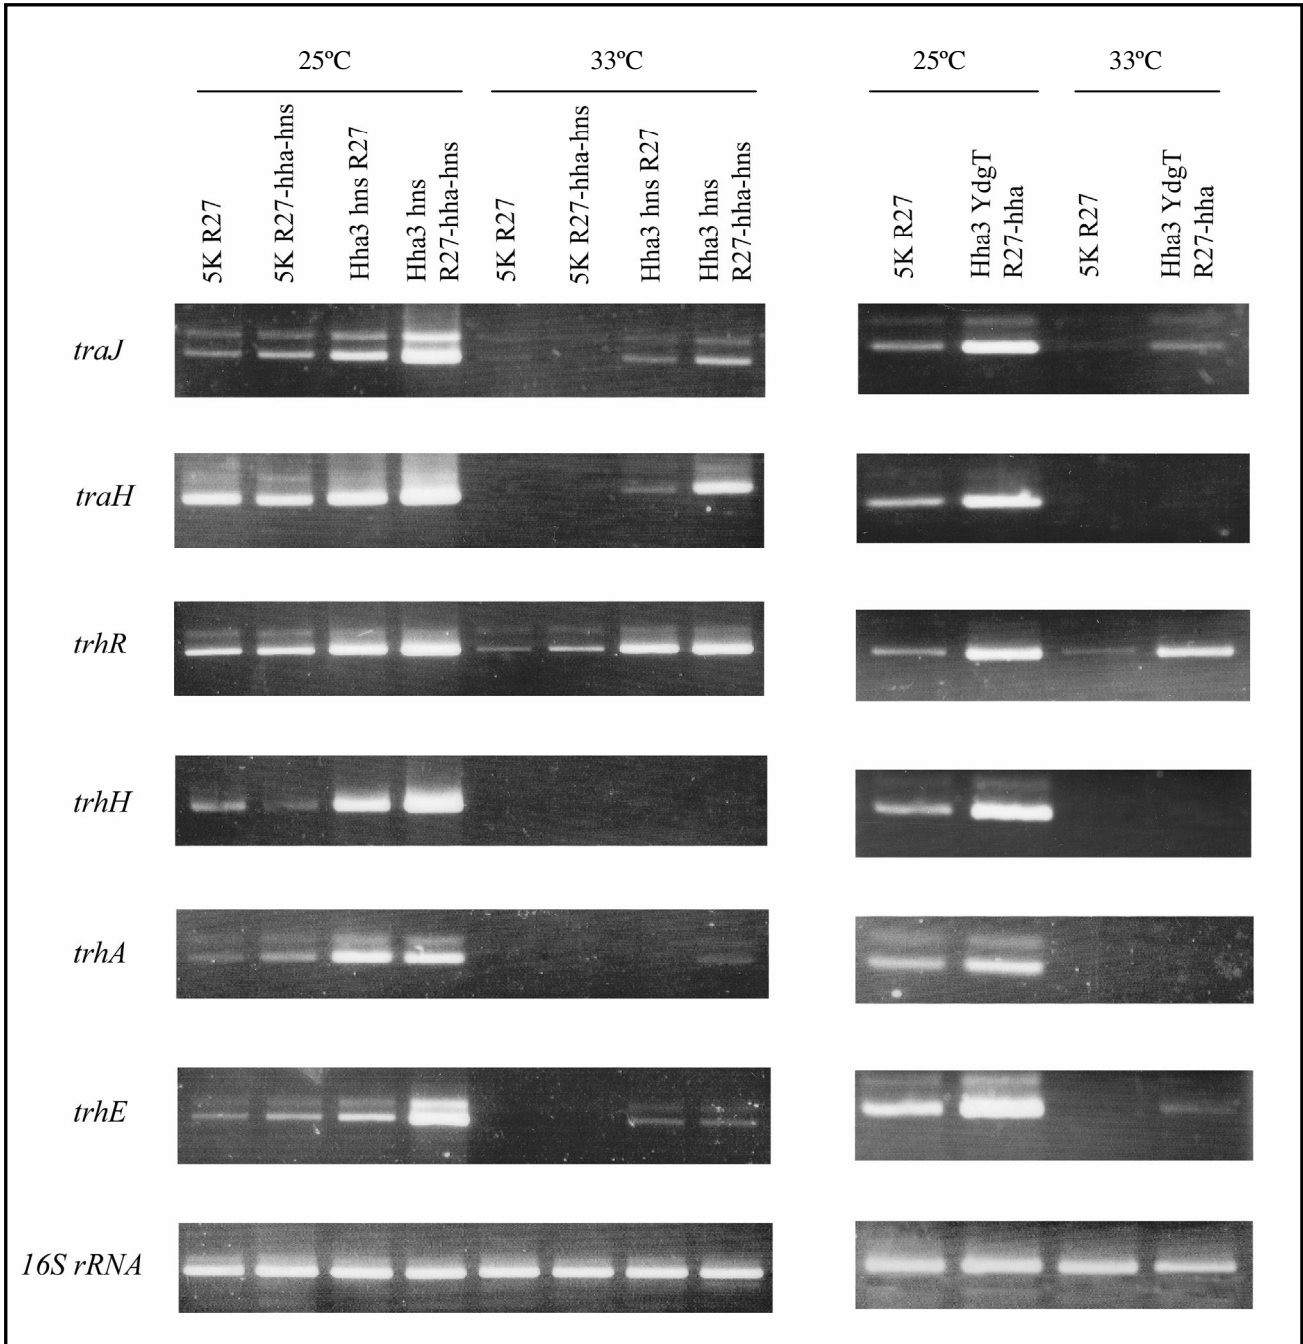 25ºC
33ºC
25ºC
33ºC
5K R27
5K R27-hha-hns
Hha3 hns R27
Hha3 hns
R27-hha-hns
5K R27
5K R27-hha-hns
Hha3 hns R27
Hha3 hns
R27-hha-hns
5K R27
Hha3 YdgT
R27-hha
5K R27
Hha3 YdgT
R27-hha
traJ
traH
trhR
trhH
trhA
trhE
16S rRNA